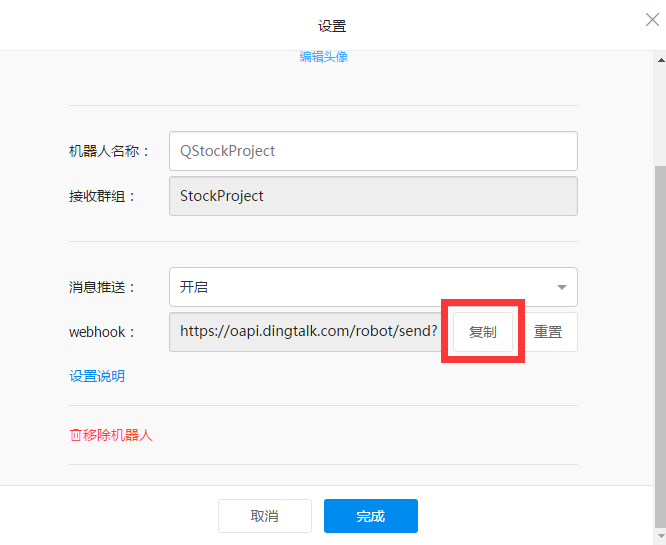 设置
编辑头像
机器人名称： QStockProject
接收群组： StockProject
消息推送： 开启
webhook： https://oapi.dingtalk.com/robot/send? 复制 重置
设置说明
移除机器人
取消 完成